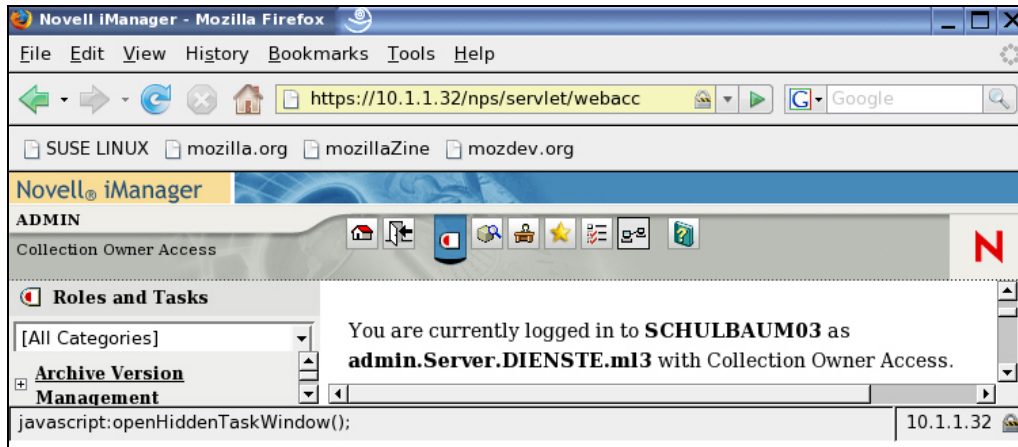 Novell iManager - Mozilla Firefox
File Edit View History Bookmarks Tools Help
https://10.1.1.32/nps/servlet/webacc G Google
SUSE LINUX mozilla.org mozillaZine mozdev.org
Novell® iManager
ADMIN
Collection Owner Access
N
Roles and Tasks
[All Categories]
You are currently logged in to SCHULBAUM03 as
admin.Server.DIENSTE.ml3 with Collection Owner Access.
Archive Version
Management
javascript:openHiddenTaskWindow(); 10.1.1.32